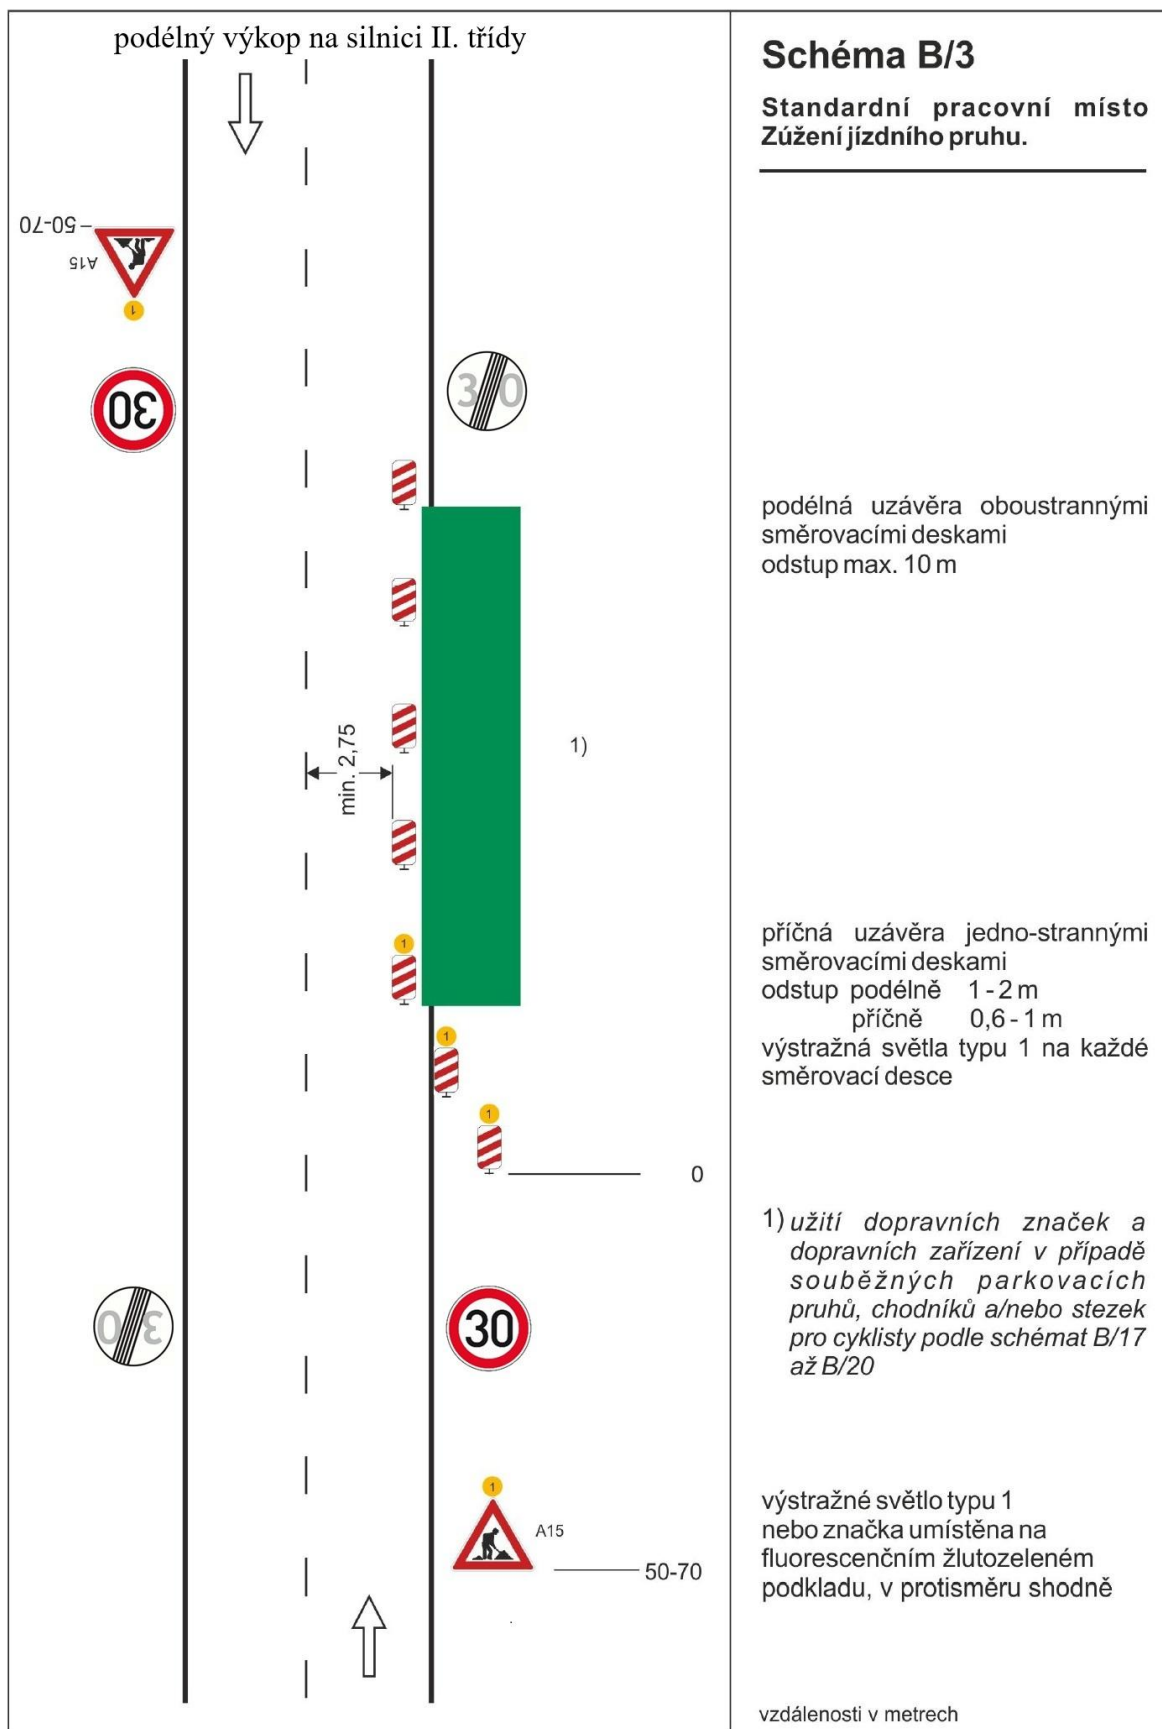 podélný výkop na silnici II. třídy
Schéma B/3
Standardní pracovní místo
Zúžení jízdního pruhu.
50-70
A15
1
30
30
podélná uzávěra oboustrannými
směrovacími deskami
odstup max. 10 m
min. 2,75
1)
1
příčná uzávěra jedno-strannými
směrovacími deskami
odstup podélně 1 - 2 m
příčně 0,6 - 1 m
výstražná světla typu 1 na každé
směrovací desce
1
1
0
1) užití dopravních značek a
dopravních zařízení v případě
souběžných parkovacích
pruhů, chodníků a/nebo stezek
pro cyklisty podle schémat B/17
až B/20
30
30
1
A15
50-70
výstražné světlo typu 1
nebo značka umístěna na
fluorescenčním žlutozeleném
podkladu, v protisměru shodně
vzdálenosti v metrech